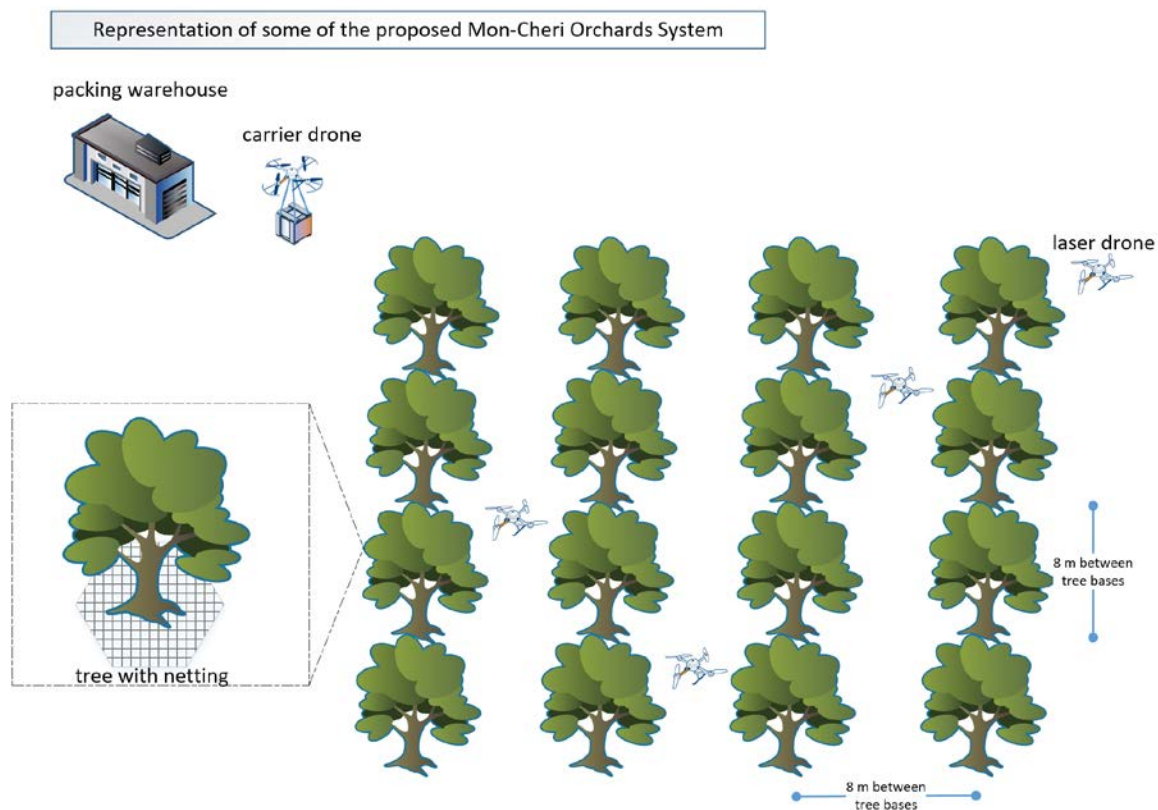 Representation of some of the proposed Mon-Cheri Orchards System
packing warehouse
carrier drone
laser drone
8 m between
tree bases
tree with netting
8 m between
tree bases